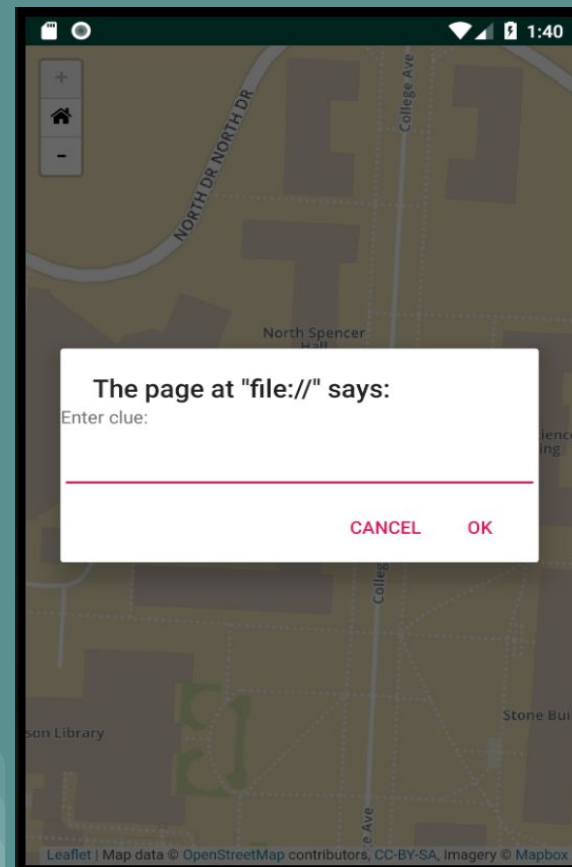 1:40
+
-
College Ave
NORTH DR NORTH DR
North Spencer
Hall
The page at "file://" says:
Enter clue:
CANCEL OK
Stone Bui
son Library
Leaflet | Map data © OpenStreetMap contributors, CC-BY-SA, Imagery © Mapbox